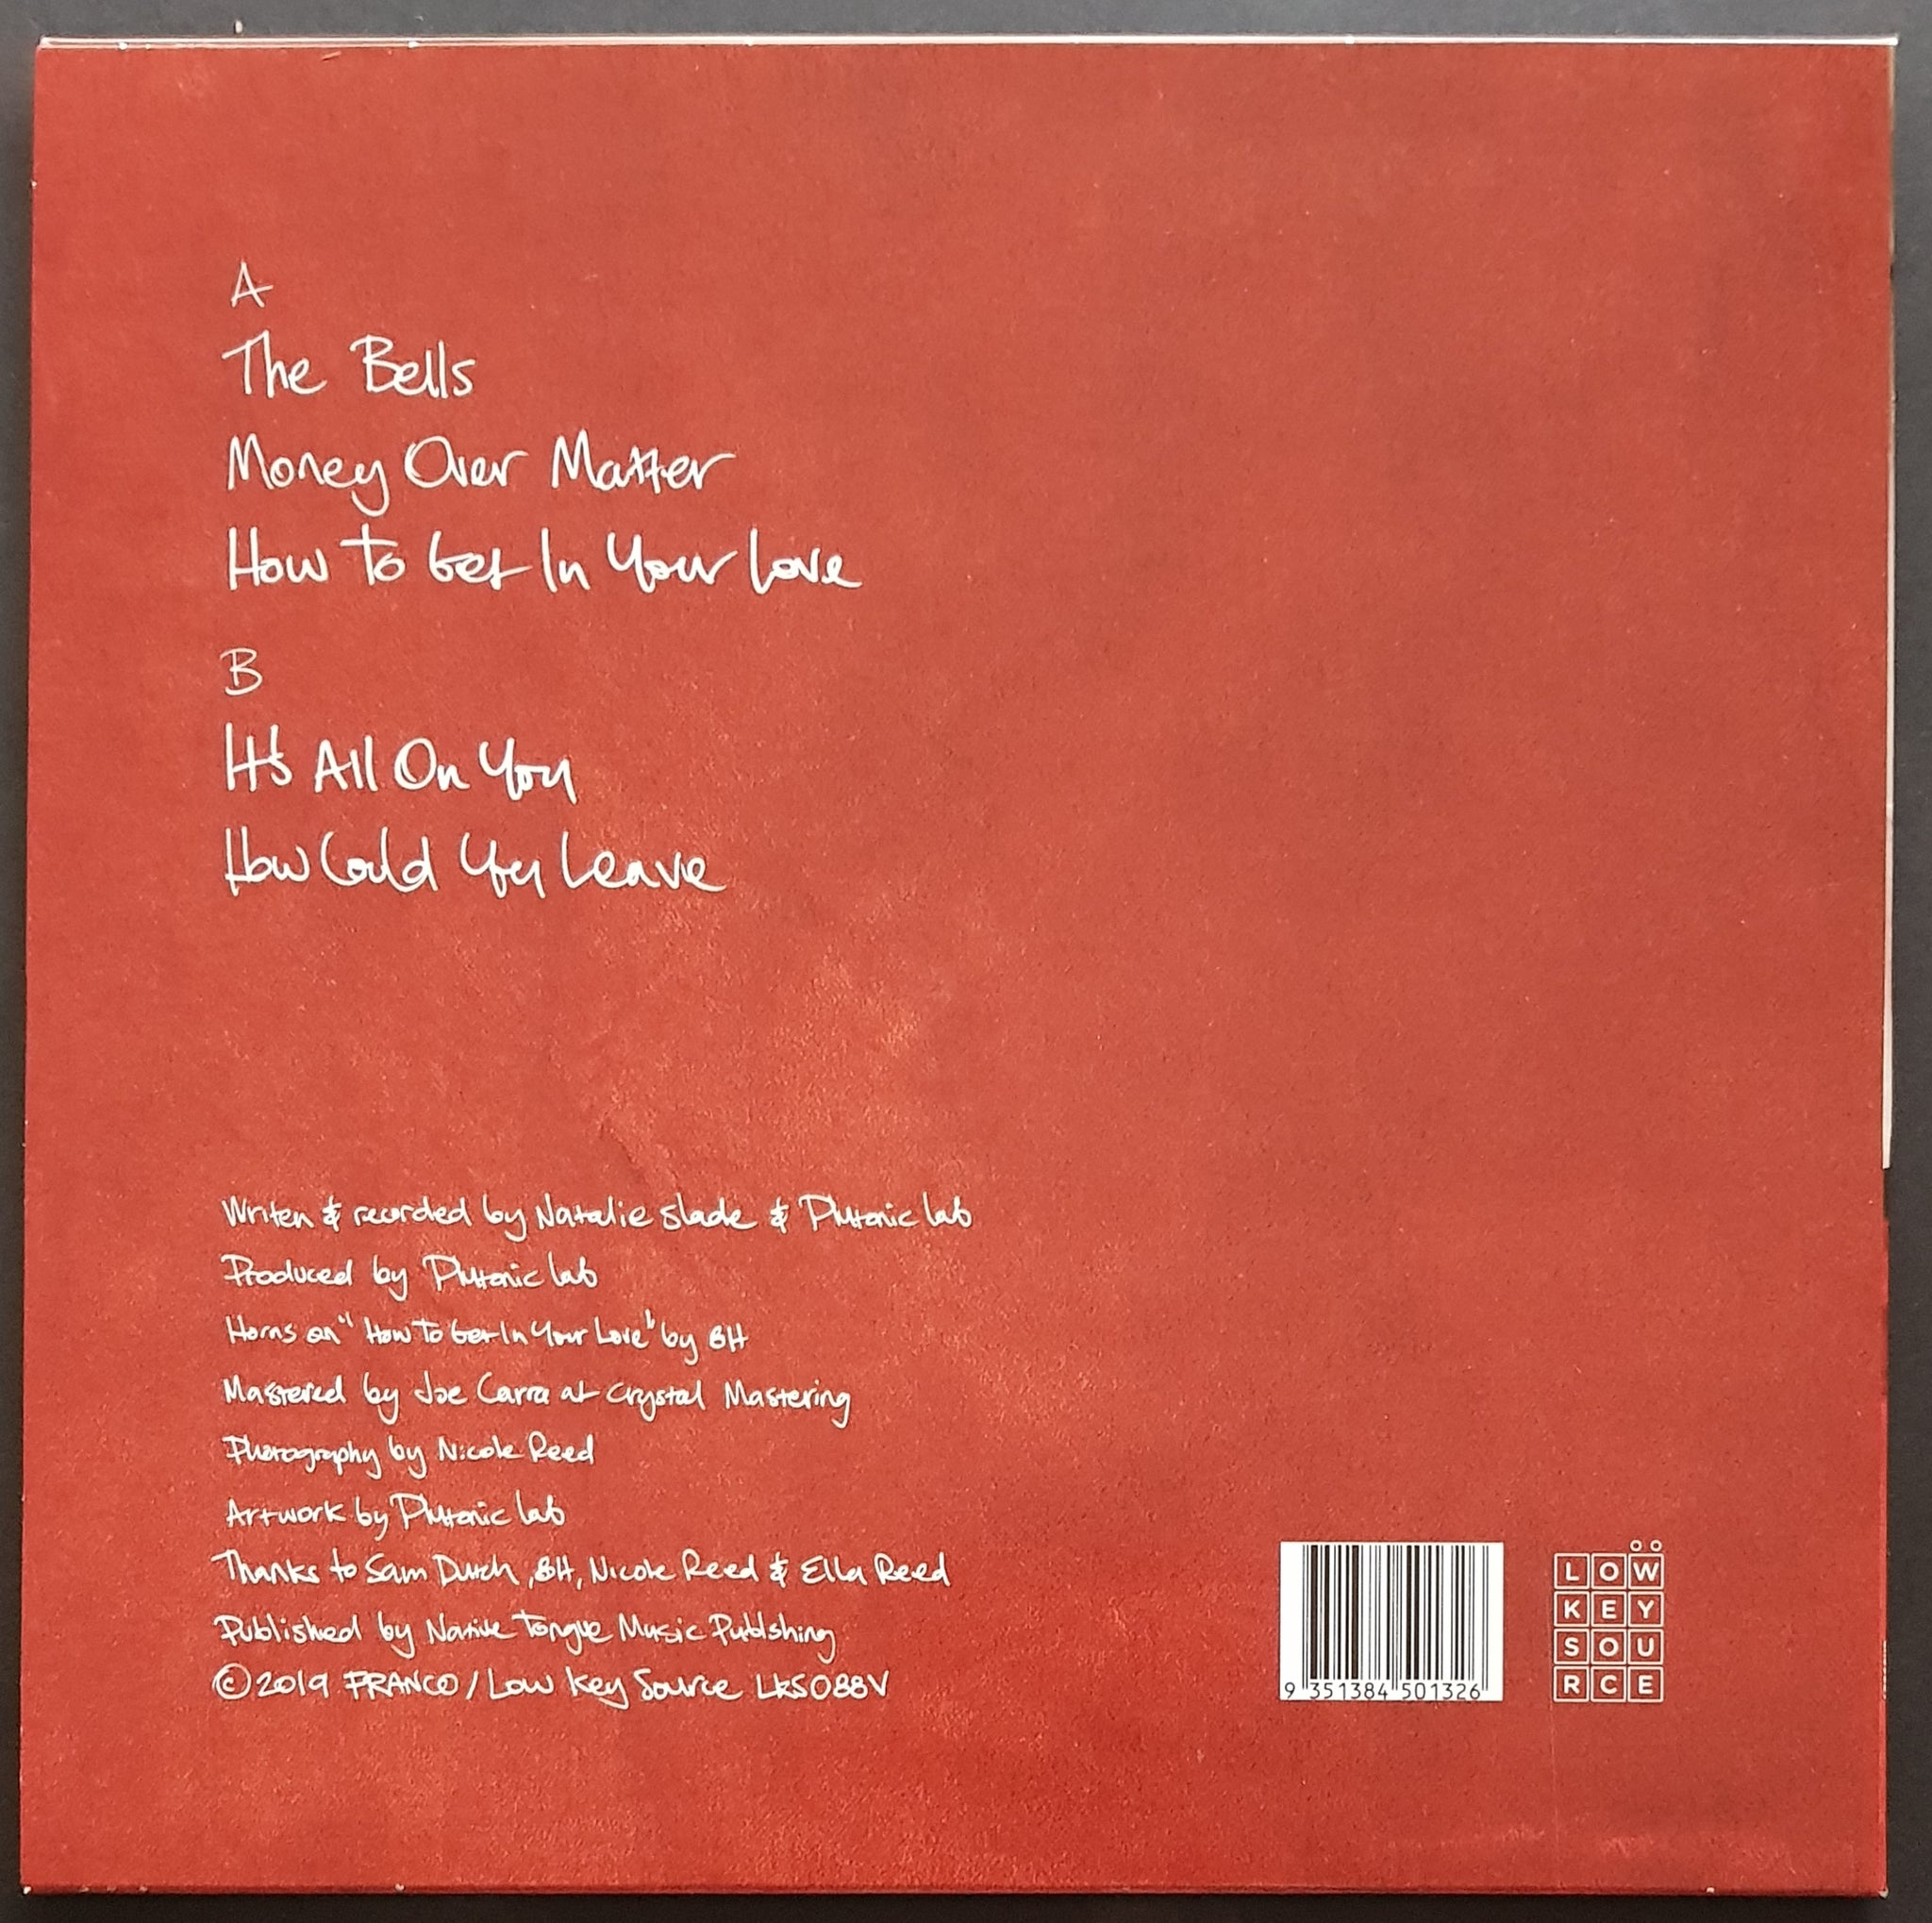 A
The Bells
Money Over Matter
How To Get In Your Love
B
It's All On You
How Could You Leave
Writen & recorded by Natalie Slade & Plutonic lab
Produced by Plutonic lab
Horns on "How To Get In Your Love" by BH
Mastered by Joe Carra at Crystal Mastering
Photography by Nicole Reed
Artwork by Plutonic lab
Thanks to Sam Dutch, BH, Nicole Reed & Ella Reed
Published by Native Tongue Music Publshing
©2019 FRANCO / Low Key Source LKS088V
9 351384 501326
LOW
KEY
SOU
RCE